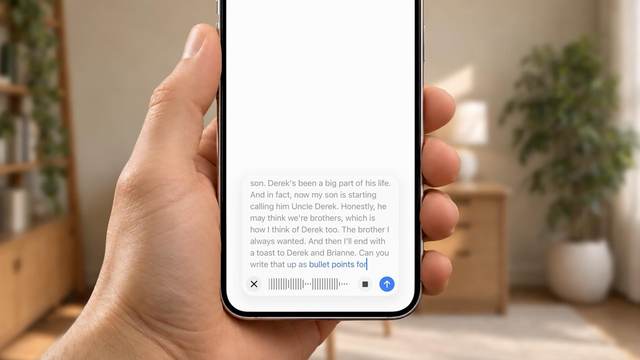 son. Derek's been a big part of his life.
And in fact, now my son is starting
calling him Uncle Derek. Honestly, he
may think we're brothers, which is
how I think of Derek too. The brother I
always wanted. And then I'll end with
a toast to Derek and Brianne. Can you
write that up as bullet points for